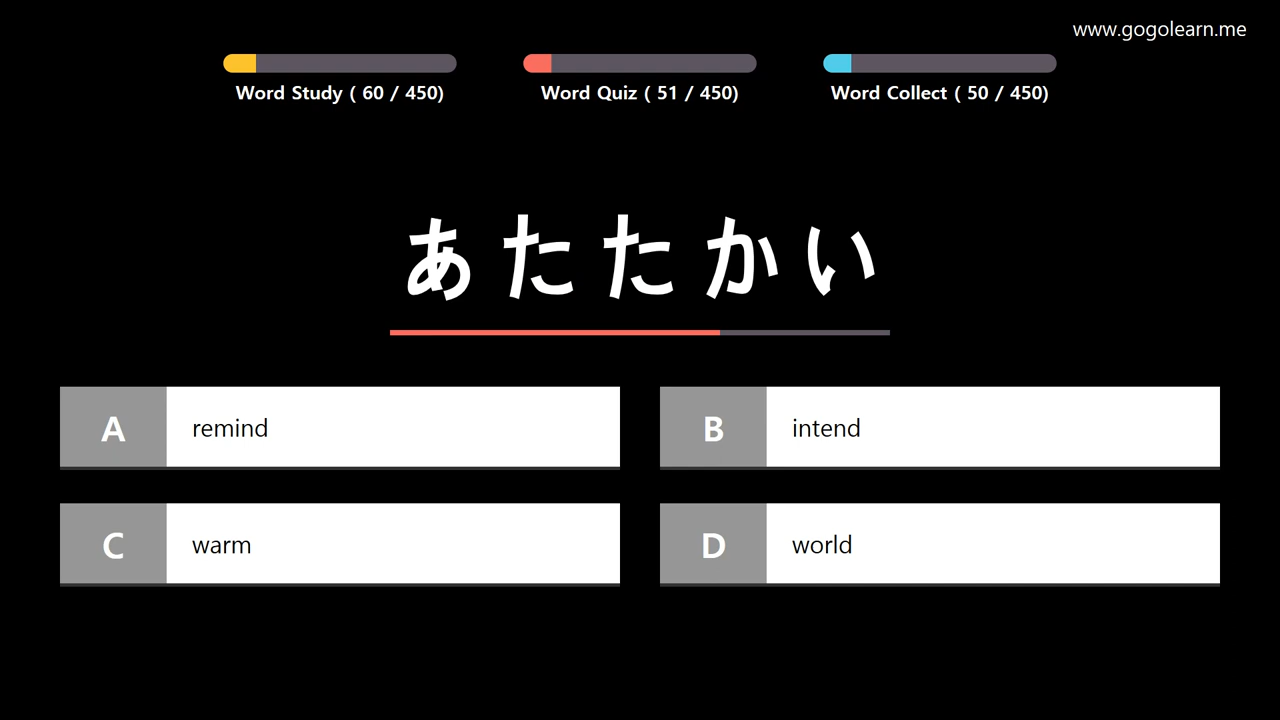 www.gogolearn.me
Word Study ( 60 / 450)
Word Quiz ( 51 / 450)
Word Collect ( 50 / 450)
あたたかい
A remind
B intend
C warm
D world